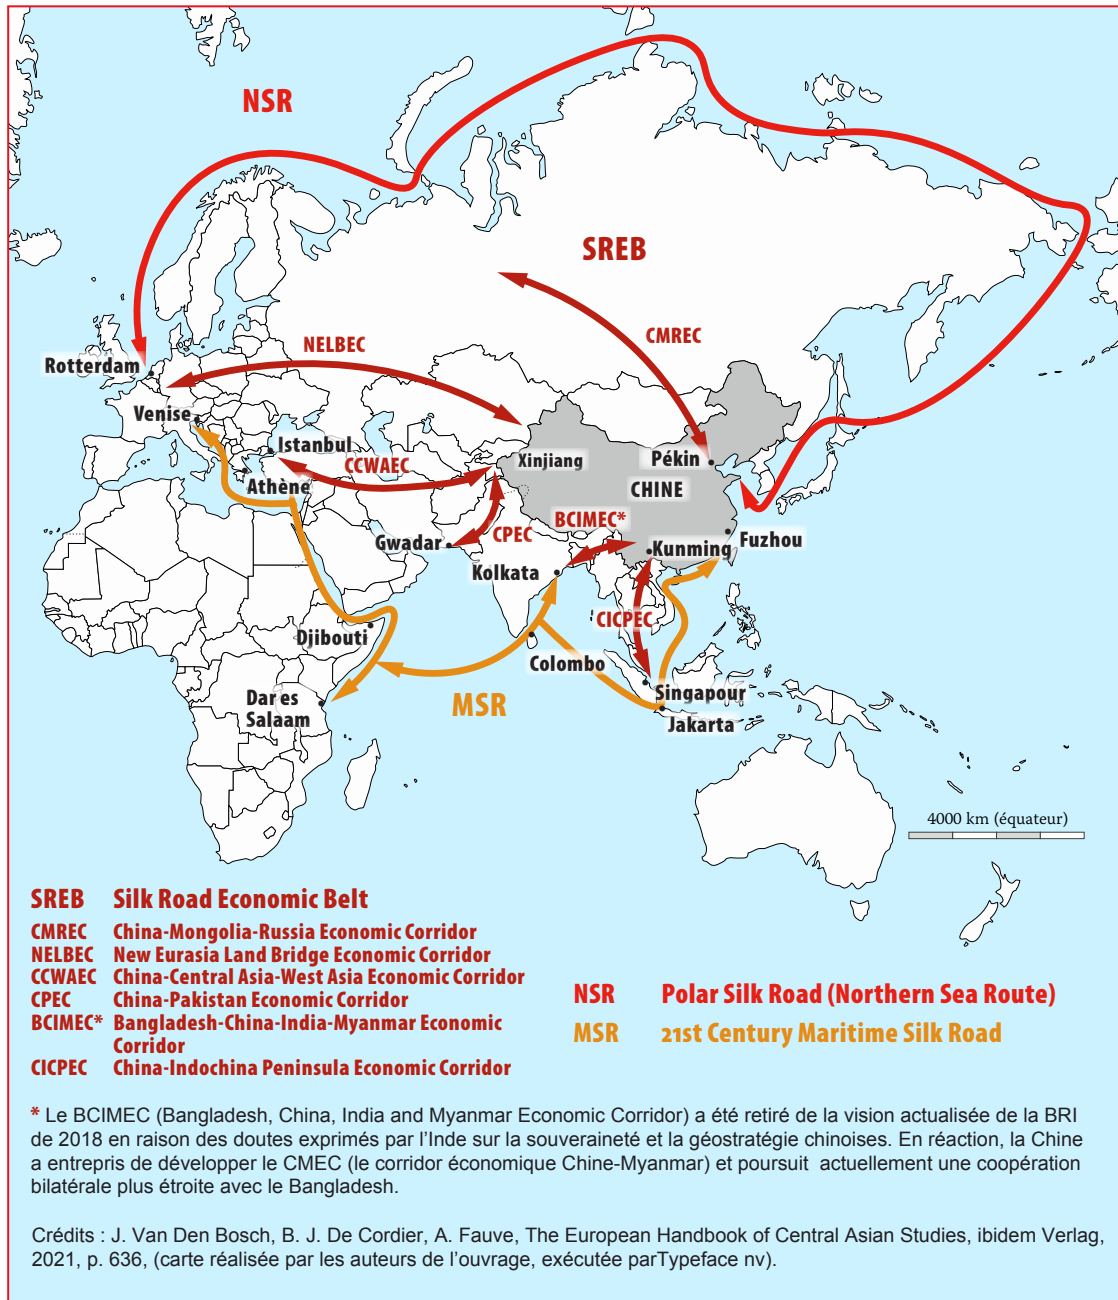 NSR
SREB
CMREC
NELBEC
Rotterdam
Venise
Istanbul
CCWAEC
Athène
Xinjiang
Pékin
CHINE
BCIMEC*
CPEC
Gwadar
Kolkata
Kunming
Fuzhou
CICPEC
Djibouti
Colombo
MSR
Dar es
Salaam
Singapour
Jakarta
4000 km (équateur)
SREB Silk Road Economic Belt
CMREC China-Mongolia-Russia Economic Corridor
NELBEC New Eurasia Land Bridge Economic Corridor
CCWAEC China-Central Asia-West Asia Economic Corridor
CPEC China-Pakistan Economic Corridor
BCIMEC* Bangladesh-China-India-Myanmar Economic
Corridor
CICPEC China-Indochina Peninsula Economic Corridor
NSR Polar Silk Road (Northern Sea Route)
MSR 21st Century Maritime Silk Road
* Le BCIMEC (Bangladesh, China, India and Myanmar Economic Corridor) a été retiré de la vision actualisée de la BRI
de 2018 en raison des doutes exprimés par l'Inde sur la souveraineté et la géostratégie chinoises. En réaction, la Chine
a entrepris de développer le CMEC (le corridor économique Chine-Myanmar) et poursuit actuellement une coopération
bilatérale plus étroite avec le Bangladesh.
Crédits : J. Van Den Bosch, B. J. De Cordier, A. Fauve, The European Handbook of Central Asian Studies, ibidem Verlag,
2021, p. 636, (carte réalisée par les auteurs de l'ouvrage, exécutée parTypeface nv).